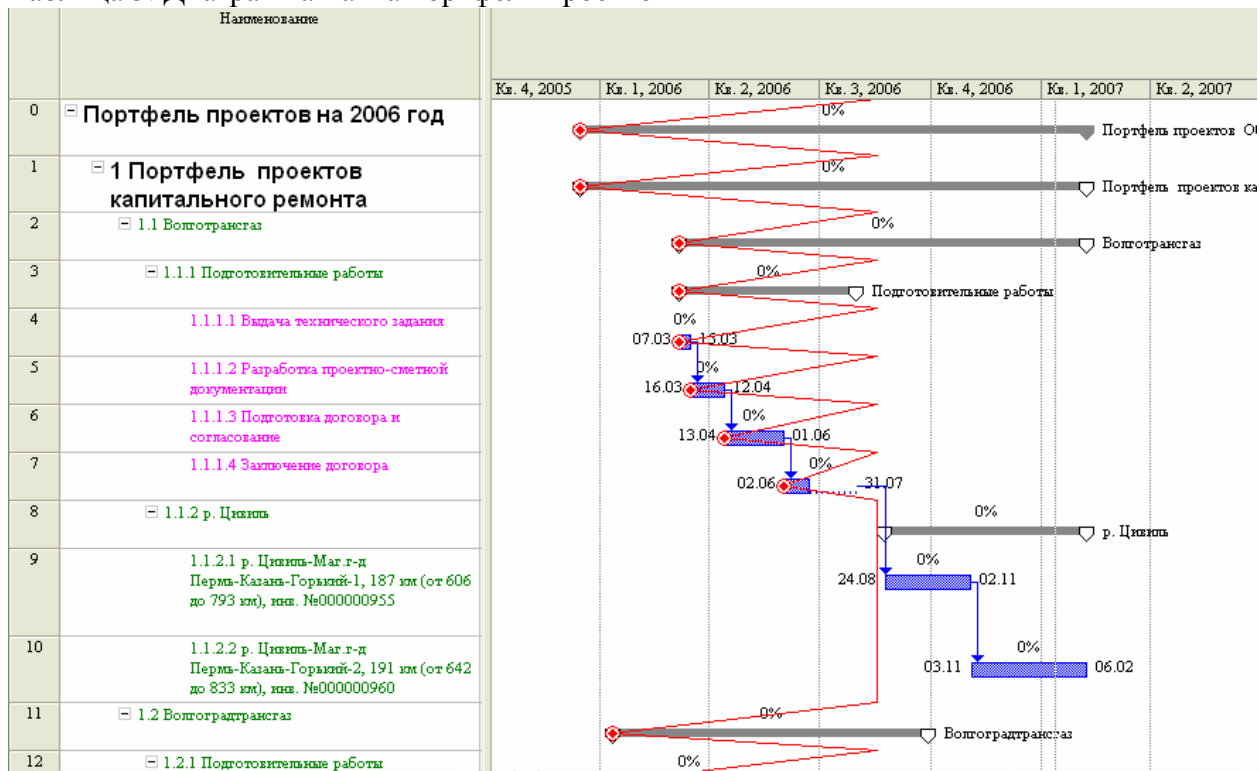 Наименование
Кв. 4, 2005 Кв. 1, 2006 Кв. 2, 2006 Кв. 3, 2006 Кв. 4, 2006 Кв. 1, 2007 Кв. 2, 2007
0 Портфель проектов на 2006 год 0%
Портфель проектов
1 1 Портфель проектов 0%
капитального ремонта Портфель проектов ка
2 1.1 Волготрансгаз 0%
Волготрансгаз
3 1.1.1 Подготовительные работы 0%
Подготовительные работы
4 1.1.1.1 Выдача технического задания 0%
07.03 15.03
5 1.1.1.2 Разработка проектно-сметной 0%
документации 16.03 12.04
6 1.1.1.3 Подготовка договора и 0%
согласование 13.04 01.06
7 1.1.1.4 Заключение договора 0%
02.06 31.07
8 1.1.2 р. Цивиль 0%
р. Цивиль
9 1.1.2.1 р. Цивиль-Маг.г-д 0%
Пермь-Казань-Горький-1, 187 км (от 606 24.08 02.11
до 793 км), инв. №000000955
10 1.1.2.2 р. Цивиль-Маг.г-д 0%
Пермь-Казань-Горький-2, 191 км (от 642 03.11 06.02
до 833 км), инв. №000000960
11 1.2 Волгоградтрансгаз 0%
Волгоградтрансгаз
12 1.2.1 Подготовительные работы 0%